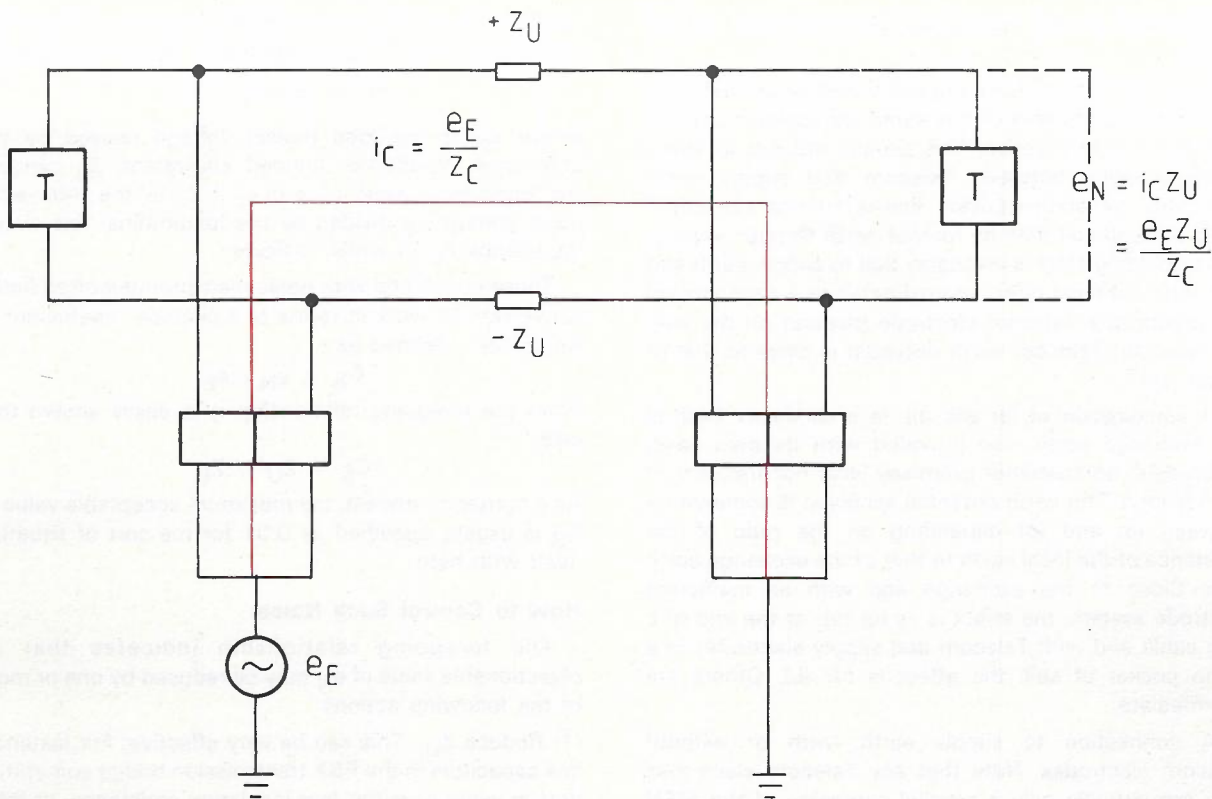 + Z_U
i_C = e_E / Z_C
T
T
e_N = i_C Z_U
= e_E Z_U / Z_C
- Z_U
e_E